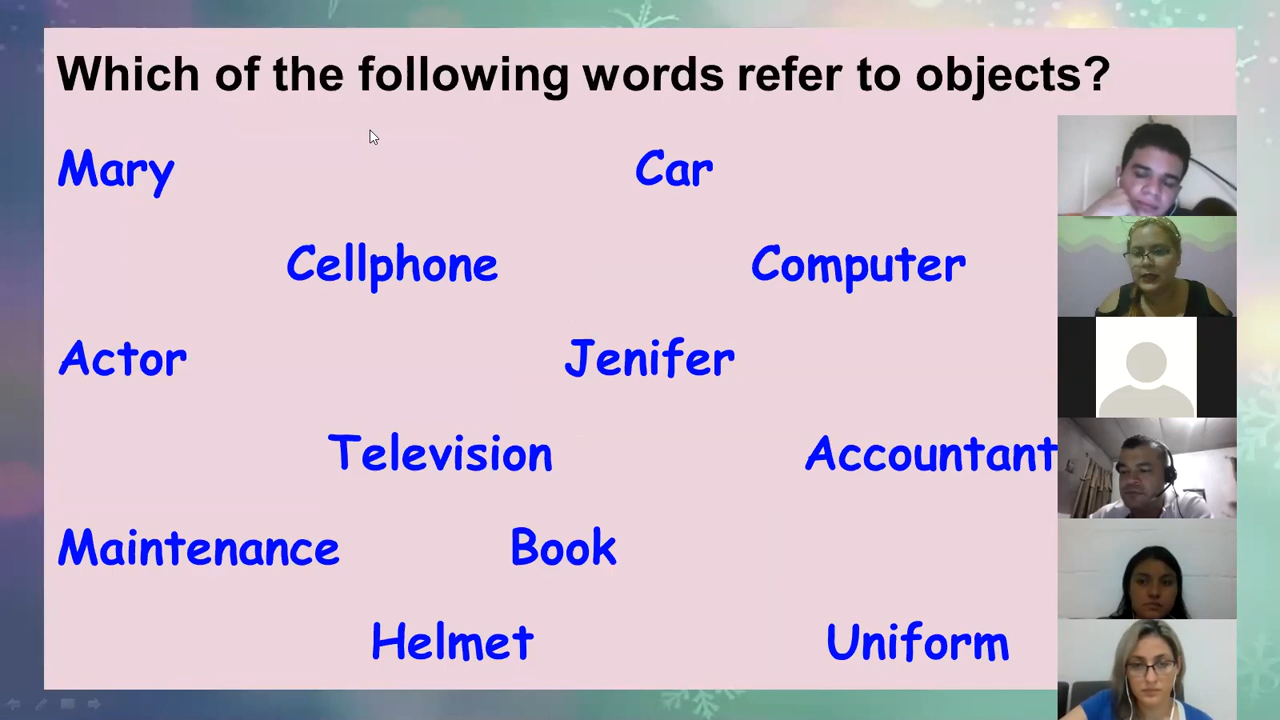 Which of the following words refer to objects?
Mary Car
Cellphone Computer
Actor Jenifer
Television Accountant
Maintenance Book
Helmet Uniform